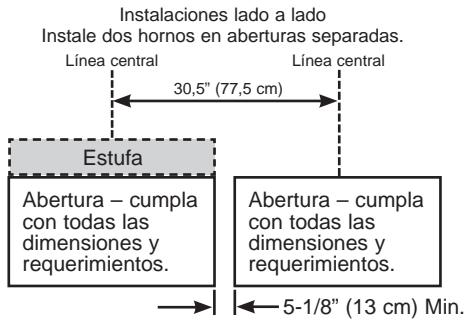 Instalaciones lado a lado
Instale dos hornos en aberturas separadas.
Línea central
Línea central
30,5” (77,5 cm)
Estufa
Abertura – cumpla
con todas las
dimensiones y
requerimientos.
Abertura – cumpla
con todas las
dimensiones y
requerimientos.
5-1/8” (13 cm) Min.